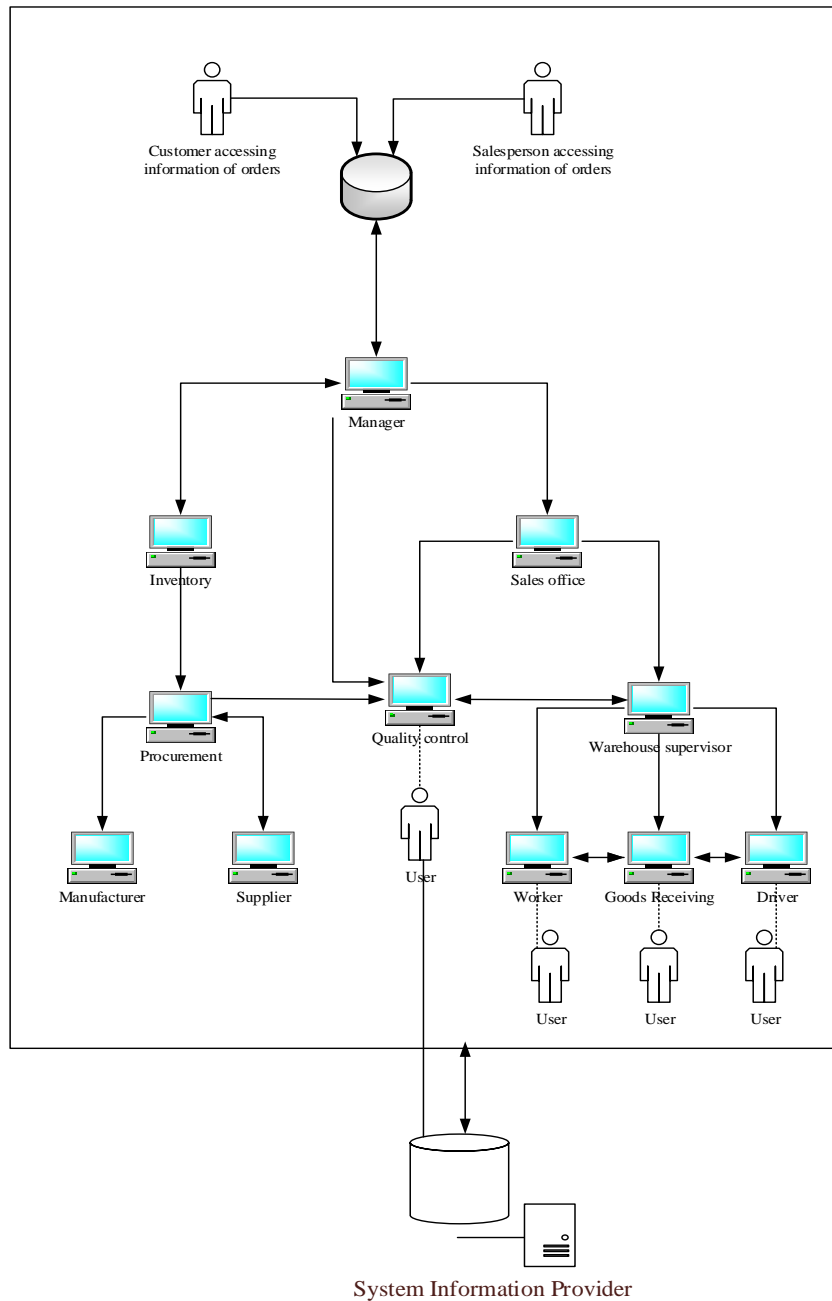 Customer accessing
information of orders
Salesperson accessing
information of orders
Manager
Inventory
Sales office
Procurement
Quality control
Warehouse supervisor
Manufacturer
Supplier
User
Worker
Goods Receiving
Driver
User
User
User
System Information Provider